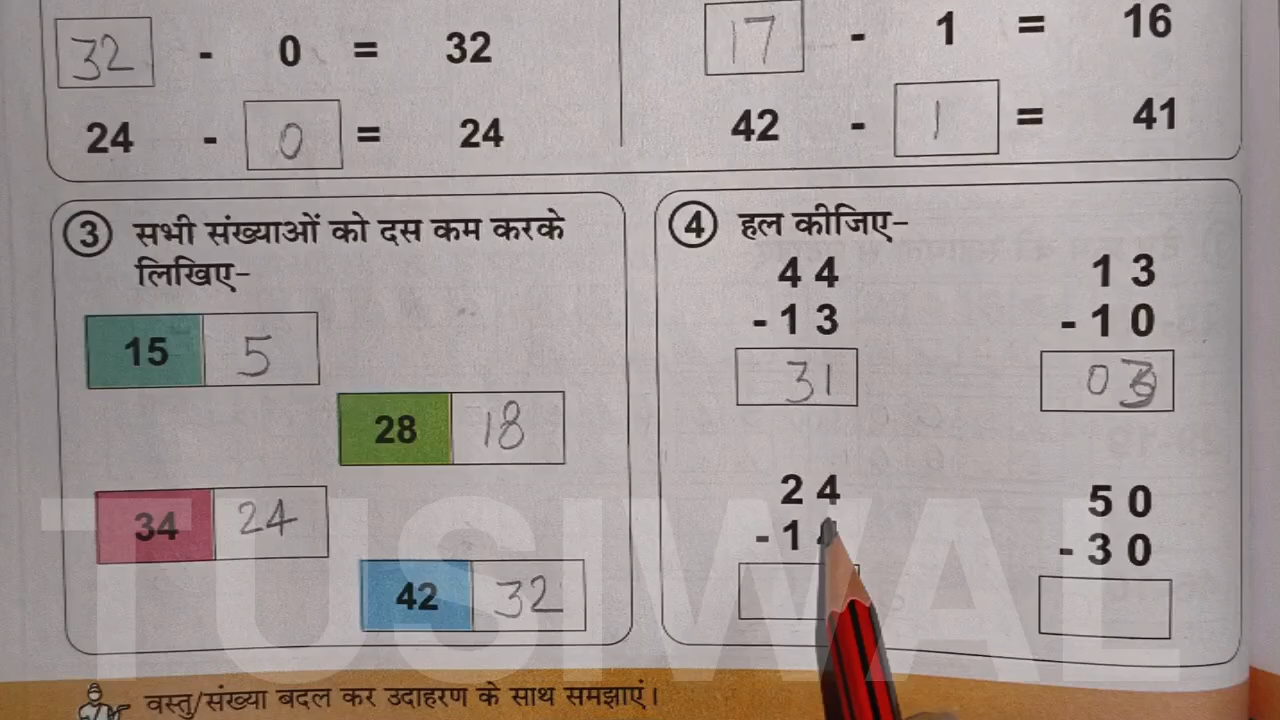 32 - 0 = 32
24 - 0 = 24
17 - 1 = 16
42 - 1 = 41
3 सभी संख्याओं को दस कम करके
लिखिए-
15 5
28 18
34 24
42 32
4 हल कीजिए-
44
-13
31
13
-10
03
24
-1
50
-30
वस्तु/संख्या बदल कर उदाहरण के साथ समझाएं।
TUSIWAL